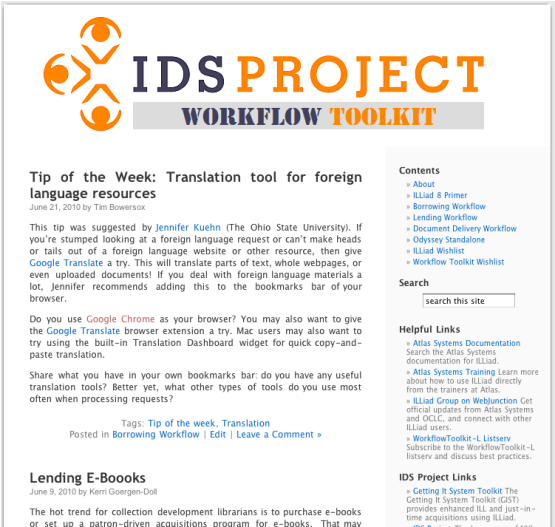 IDS PROJECT
WORKFLOW TOOLKIT
Tip of the Week: Translation tool for foreign
language resources
June 21, 2010 by Tim Bowersox
This tip was suggested by Jennifer Kuehn (The Ohio State University). If
you're stumped looking at a foreign language request or can't make heads
or tails out of a foreign language website or other resource, then give
Google Translate a try. This will translate parts of text, whole webpages, or
even uploaded documents! If you deal with foreign language materials a
lot, Jennifer recommends adding this to the bookmarks bar of your
browser.
Do you use Google Chrome as your browser? You may also want to give
the Google Translate browser extension a try. Mac users may also want to
try using the built-in Translation Dashboard widget for quick copy-and-
paste translation.
Share what you have in your own bookmarks bar: do you have any useful
translation tools? Better yet, what other types of tools do you use most
often when processing requests?
Tags: Tip of the week, Translation
Posted in Borrowing Workflow | Edit | Leave a Comment »
Lending E-Boooks
June 9, 2010 by Kerri Goergen-Doll
The hot trend for collection development librarians is to purchase e-books
or set up a patron-driven acquisitions program for e-books. That may
Contents
» About
» ILLiad 8 Primer
» Borrowing Workflow
» Lending Workflow
» Document Delivery Workflow
» Odyssey Standalone
» ILLiad Wishlist
» Workflow Toolkit Wishlist
Search
search this site
Helpful Links
» Atlas Systems Documentation
Search the Atlas Systems
documentation for ILLiad.
» Atlas Systems Training Learn more
about how to use ILLiad directly
from the trainers at Atlas.
» ILLiad Group on WebJunction Get
official updates from Atlas Systems
and OCLC, and connect with other
ILLiad users.
» WorkflowToolkit-L Listserv
Subscribe to the WorkflowToolkit-L
listserv and discuss best practices.
IDS Project Links
» Getting It System Toolkit The
Getting It System Toolkit (GIST)
provides enhanced ILL and just-in-
time acquisitions using ILLiad.